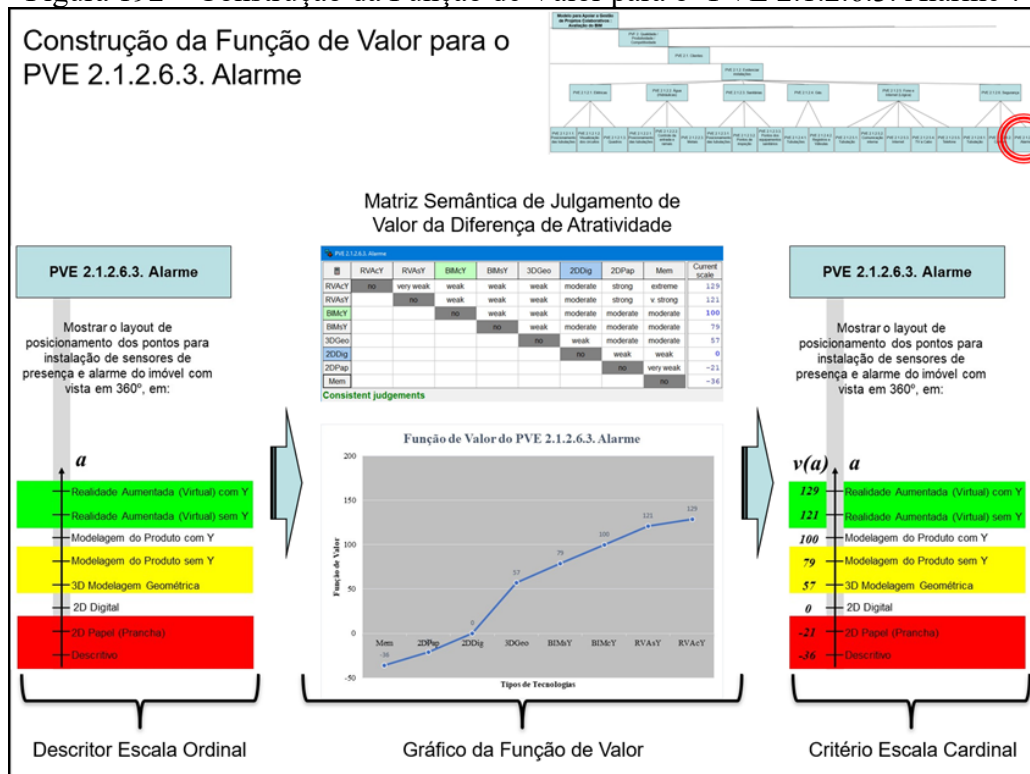 Construção da Função de Valor para o
PVE 2.1.2.6.3. Alarme
Modelo para Apoiar a Gestão
de Projetos Colaborativos :
Avaliação do BIM
Matriz Semântica de Julgamento de
Valor da Diferença de Atratividade
PVE 2.1.2.6.3. Alarme
Mostrar o layout de
posicionamento dos pontos para
instalação de sensores de
presença e alarme do imóvel com
vista em 360º, em:
a
Realidade Aumentada (Virtual) com Y
Realidade Aumentada (Virtual) sem Y
Modelagem do Produto com Y
Modelagem do Produto sem Y
3D Modelagem Geométrica
2D Digital
2D Papel (Prancha)
Descritivo
Descritor Escala Ordinal
PVE 2.1.2.6.3. Alarme
RVAcY RVAsY BIMcY BIMsY 3DGeo 2DDig 2DPap Mem Current scale
RVAcY no very weak weak weak weak moderate strong extreme 129
RVAsY no weak weak weak moderate strong v. strong 121
BIMcY no weak weak moderate moderate moderate 100
BIMsY no weak moderate moderate moderate 79
3DGeo no weak moderate moderate 57
2DDig no weak weak 0
2DPap no very weak -21
Mem no -36
Consistent judgements
Função de Valor do PVE 2.1.2.6.3. Alarme
Função de Valor
200
150
100
50
0
-50
-36
0
57
79
100
121
129
Mem 2DPap 2DDig 3DGeo BIMsY BIMcY RVAsY RVAcY
Tipos de Tecnologias
Gráfico da Função de Valor
PVE 2.1.2.6.3. Alarme
Mostrar o layout de
posicionamento dos pontos para
instalação de sensores de
presença e alarme do imóvel com
vista em 360º, em:
v(a) a
129 Realidade Aumentada (Virtual) com Y
121 Realidade Aumentada (Virtual) sem Y
100 Modelagem do Produto com Y
79 Modelagem do Produto sem Y
57 3D Modelagem Geométrica
0 2D Digital
-21 2D Papel (Prancha)
-36 Descritivo
Critério Escala Cardinal